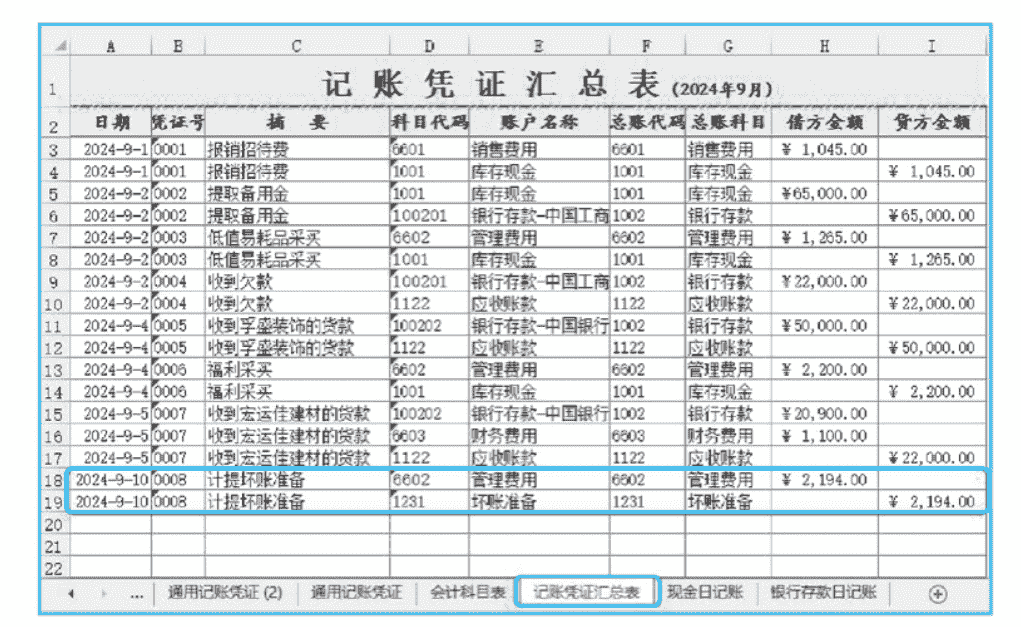 A B C D E F G H I
1 记 账 凭 证 汇 总 表 (2024年9月)
2 日期 凭证号 摘 要 科目代码 账户名称 总账代码 总账科目 借方金额 贷方金额
3 2024-9-1 0001 报销招待费 6601 销售费用 6601 销售费用 ¥ 1,045.00
4 2024-9-1 0001 报销招待费 1001 库存现金 1001 库存现金 ¥ 1,045.00
5 2024-9-2 0002 提取备用金 1001 库存现金 1001 库存现金 ¥65,000.00
6 2024-9-2 0002 提取备用金 100201 银行存款-中国工商 1002 银行存款 ¥65,000.00
7 2024-9-2 0003 低值易耗品采买 6602 管理费用 6602 管理费用 ¥ 1,265.00
8 2024-9-2 0003 低值易耗品采买 1001 库存现金 1001 库存现金 ¥ 1,265.00
9 2024-9-2 0004 收到欠款 100201 银行存款-中国工商 1002 银行存款 ¥22,000.00
10 2024-9-2 0004 收到欠款 1122 应收账款 1122 应收账款 ¥22,000.00
11 2024-9-4 0005 收到孚盛装饰的货款 100202 银行存款-中国银行 1002 银行存款 ¥50,000.00
12 2024-9-4 0005 收到孚盛装饰的货款 1122 应收账款 1122 应收账款 ¥50,000.00
13 2024-9-4 0006 福利采买 6602 管理费用 6602 管理费用 ¥ 2,200.00
14 2024-9-4 0006 福利采买 1001 库存现金 1001 库存现金 ¥ 2,200.00
15 2024-9-5 0007 收到宏运佳建材的货款 100202 银行存款-中国银行 1002 银行存款 ¥20,900.00
16 2024-9-5 0007 收到宏运佳建材的货款 6603 财务费用 6603 财务费用 ¥ 1,100.00
17 2024-9-5 0007 收到宏运佳建材的货款 1122 应收账款 1122 应收账款 ¥22,000.00
18 2024-9-10 0008 计提坏账准备 6602 管理费用 6602 管理费用 ¥ 2,194.00
19 2024-9-10 0008 计提坏账准备 1231 坏账准备 1231 坏账准备 ¥ 2,194.00
20
21
22
... 通用记账凭证 (2) 通用记账凭证 会计科目表 记账凭证汇总表 现金日记账 银行存款日记账